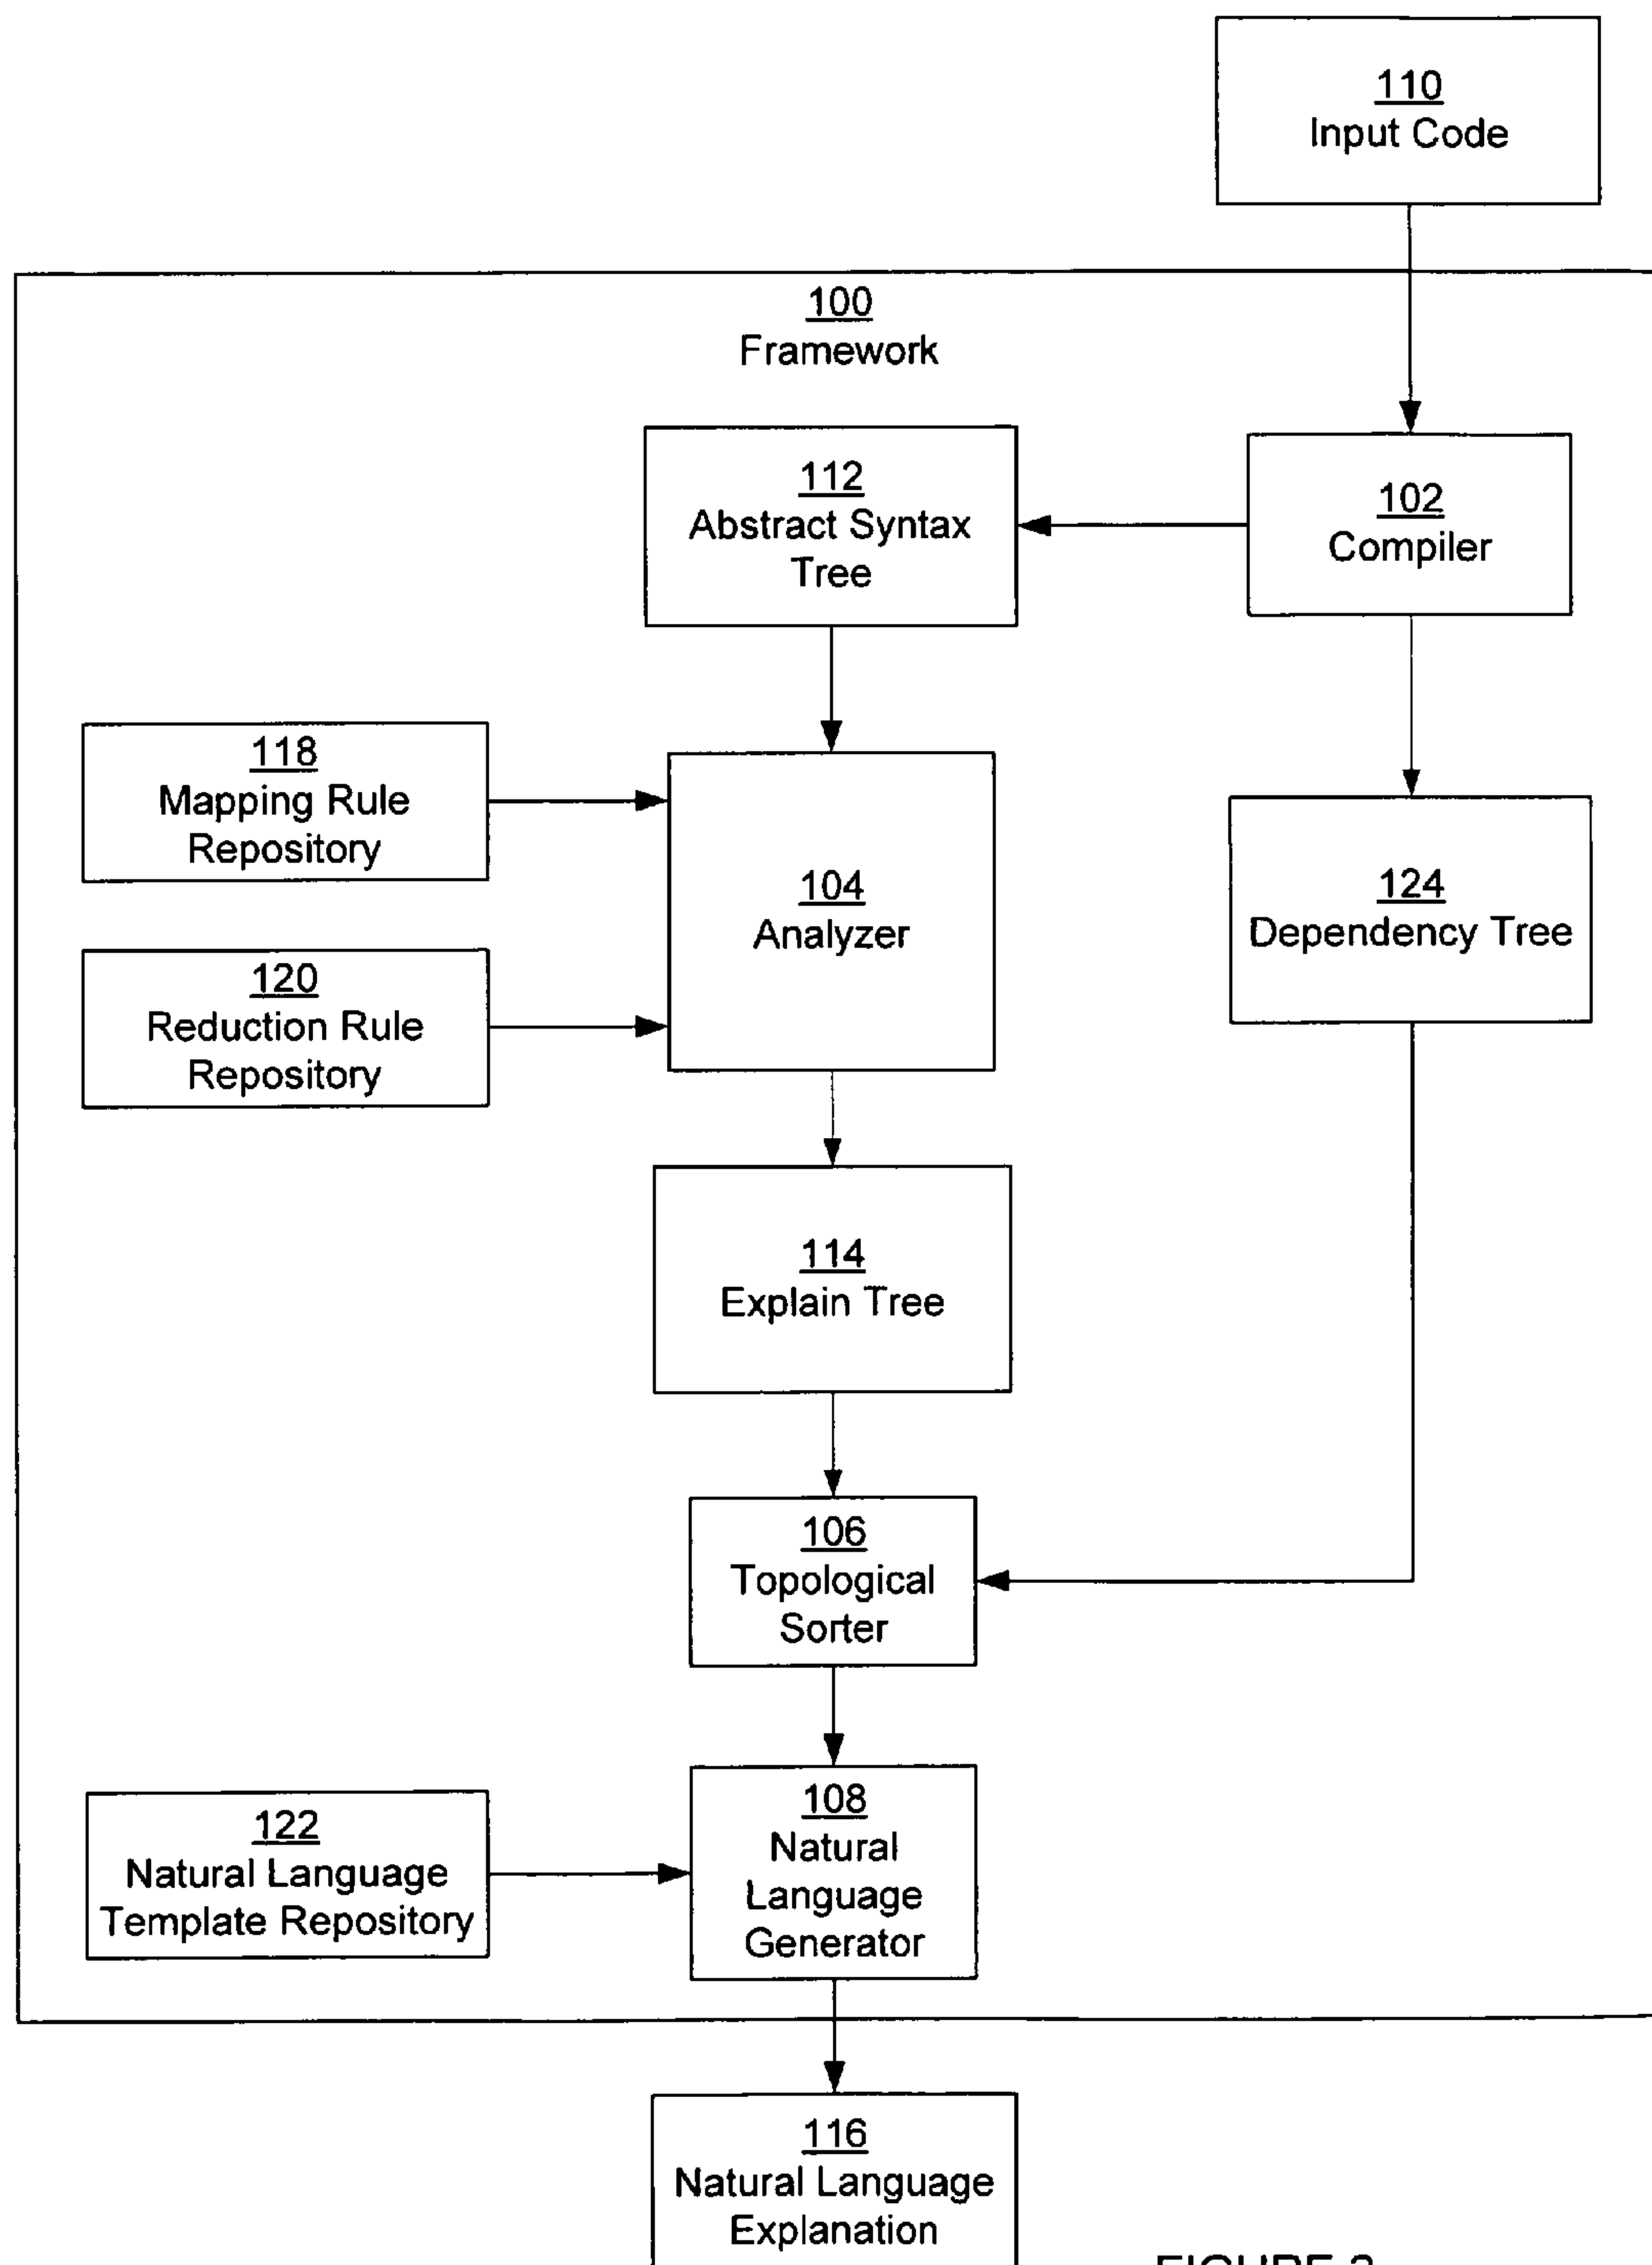 110
Input Code
100
Framework
112
Abstract Syntax
Tree
102
Compiler
118
Mapping Rule
Repository
104
Analyzer
124
Dependency Tree
120
Reduction Rule
Repository
114
Explain Tree
106
Topological
Sorter
108
Natural
Language
Generator
122
Natural Language
Template Repository
116
Natural Language
Explanation
FIGURE